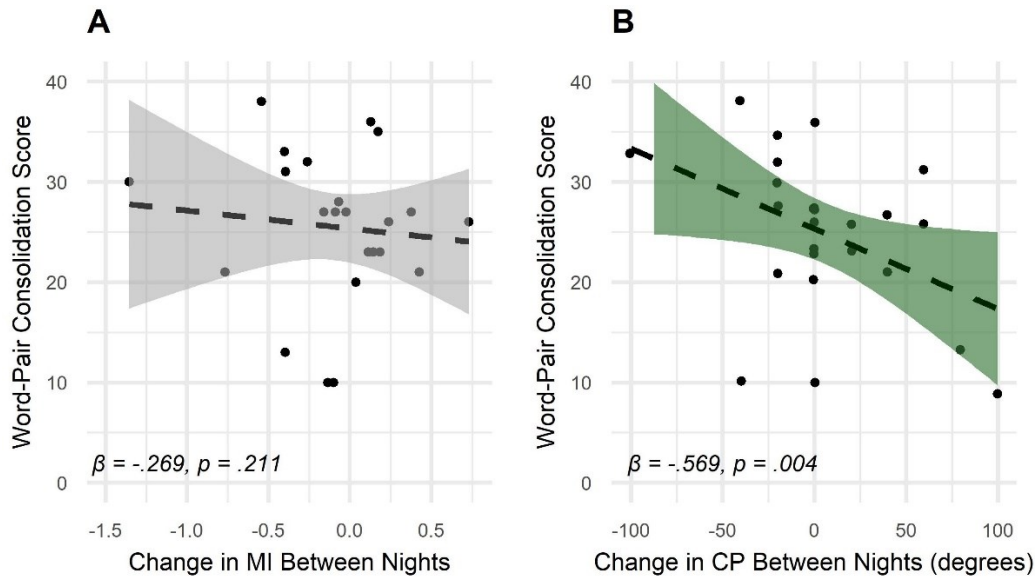 A
Word-Pair Consolidation Score
40
30
20
10
0
β = -.269, p = .211
-1.5
-1.0
-0.5
0.0
0.5
Change in MI Between Nights
B
Word-Pair Consolidation Score
40
30
20
10
0
β = -.569, p = .004
-100
-50
0
50
100
Change in CP Between Nights (degrees)